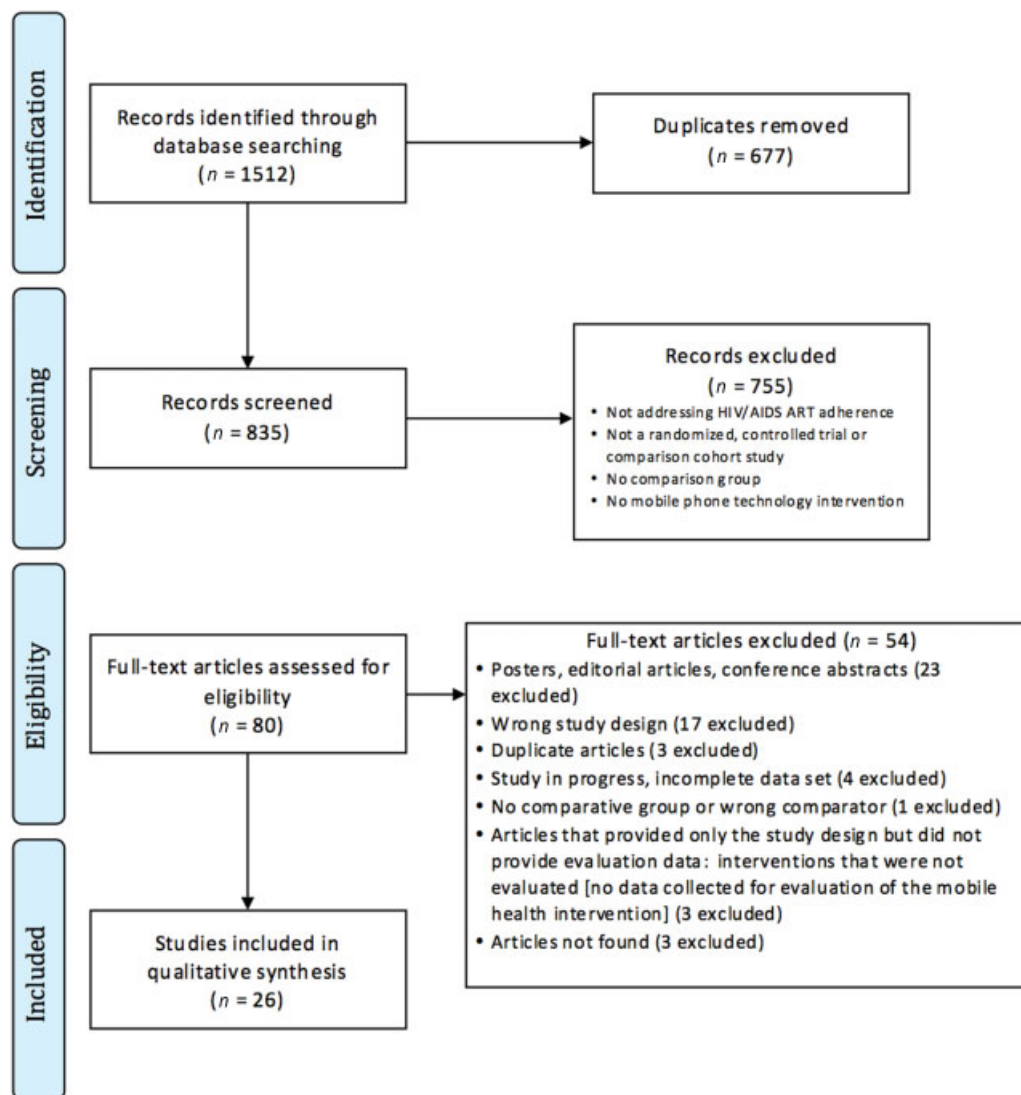 Identification
Records identified through
database searching
(n = 1512)
Duplicates removed
(n = 677)
Screening
Records screened
(n = 835)
Records excluded
(n = 755)
• Not addressing HIV/AIDS ART adherence
• Not a randomized, controlled trial or
comparison cohort study
• No comparison group
• No mobile phone technology intervention
Eligibility
Full-text articles assessed for
eligibility
(n = 80)
Full-text articles excluded (n = 54)
• Posters, editorial articles, conference abstracts (23
excluded)
• Wrong study design (17 excluded)
• Duplicate articles (3 excluded)
• Study in progress, incomplete data set (4 excluded)
• No comparative group or wrong comparator (1 excluded)
• Articles that provided only the study design but did not
provide evaluation data: interventions that were not
evaluated [no data collected for evaluation of the mobile
health intervention] (3 excluded)
• Articles not found (3 excluded)
Included
Studies included in
qualitative synthesis
(n = 26)